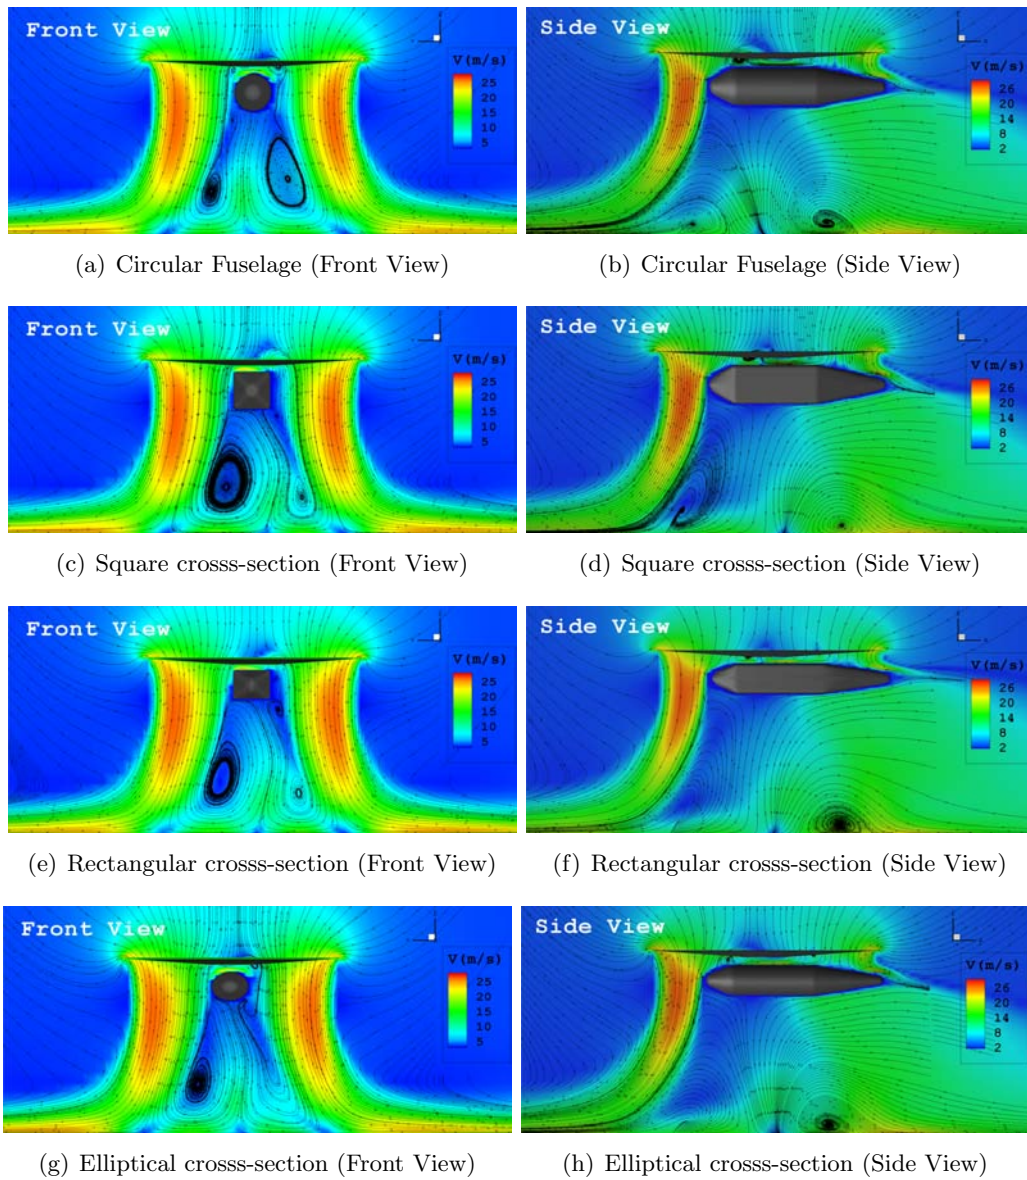 Front View
V(m/s)
25
20
15
10
5
Side View
V(m/s)
26
20
14
8
2
(a) Circular Fuselage (Front View)
(b) Circular Fuselage (Side View)
Front View
V(m/s)
25
20
15
10
5
Side View
V(m/s)
26
20
14
8
2
(c) Square crosss-section (Front View)
(d) Square crosss-section (Side View)
Front View
V(m/s)
25
20
15
10
5
Side View
V(m/s)
26
20
14
8
2
(e) Rectangular crosss-section (Front View)
(f) Rectangular crosss-section (Side View)
Front View
V(m/s)
25
20
15
10
5
Side View
V(m/s)
26
20
14
8
2
(g) Elliptical crosss-section (Front View)
(h) Elliptical crosss-section (Side View)